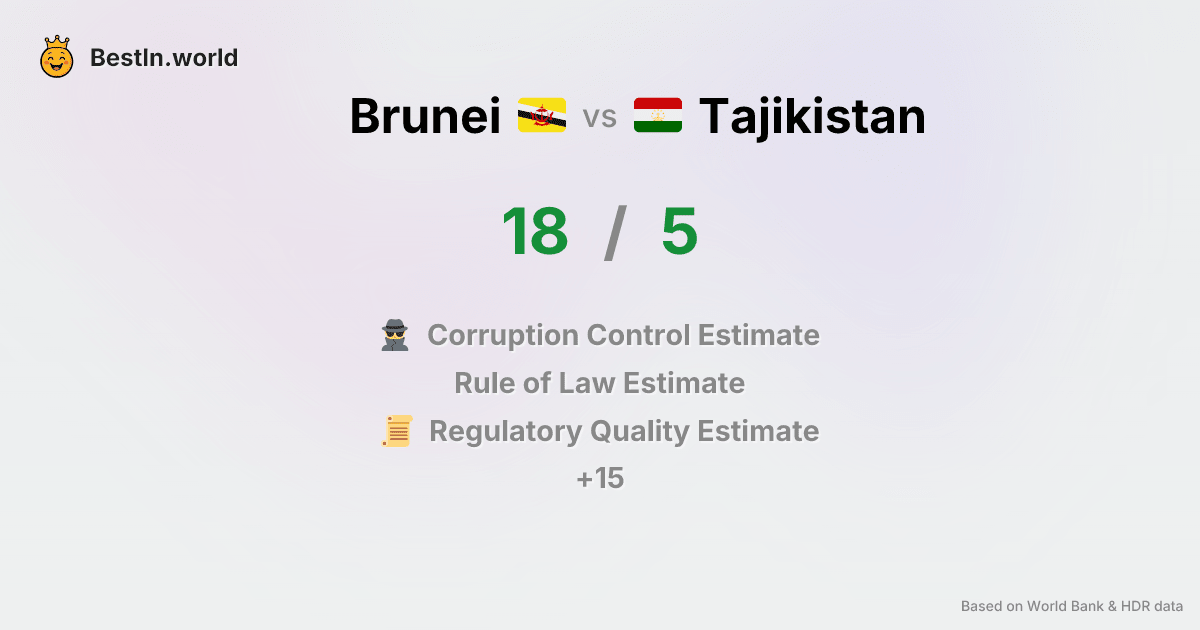 BestIn.world
Brunei vs Tajikistan
18 / 5
Corruption Control Estimate
Rule of Law Estimate
Regulatory Quality Estimate
+15
Based on World Bank & HDR data